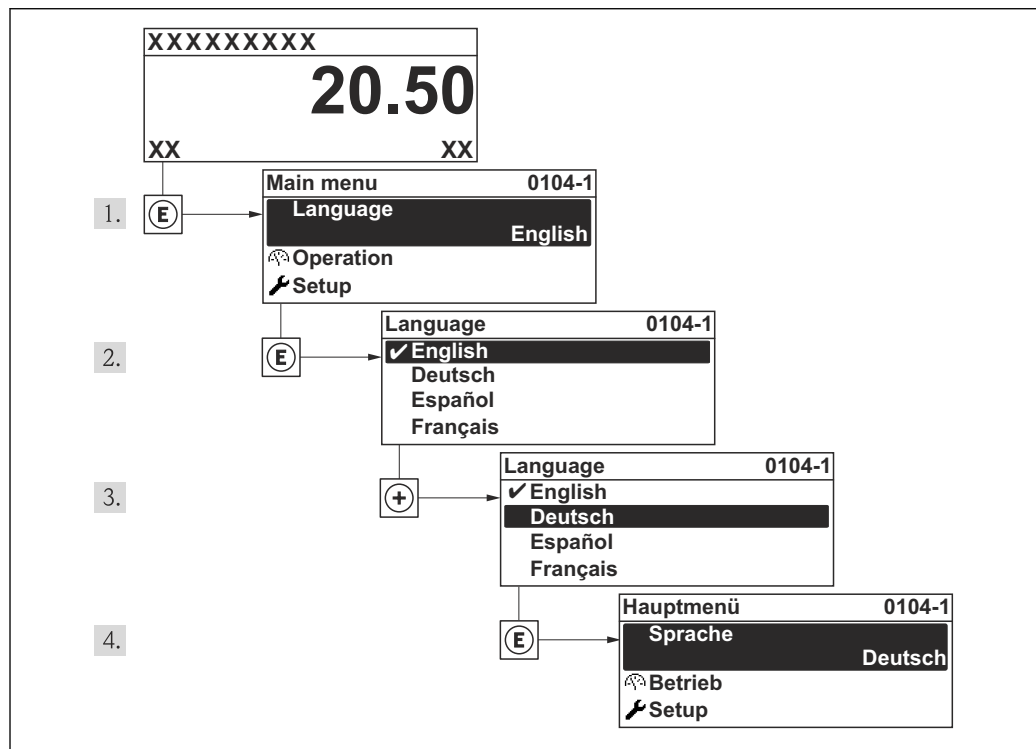 XXXXXXXXX
20.50
XX XX
1. E
Main menu 0104-1
Language
English
Operation
Setup
2. E
Language 0104-1
✔ English
Deutsch
Español
Français
3. +
Language 0104-1
✔ English
Deutsch
Español
Français
4. E
Hauptmenü 0104-1
Sprache
Deutsch
Betrieb
Setup